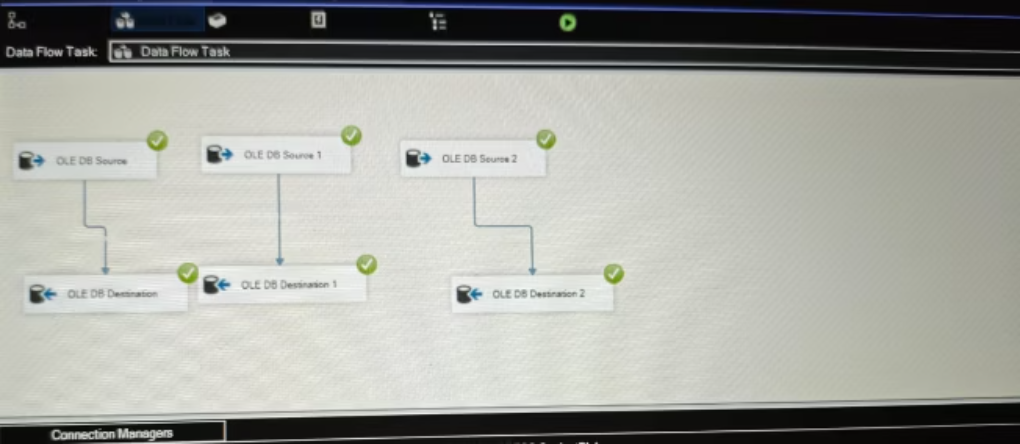 Data Flow Task: Data Flow Task
OLE DB Source
OLE DB Source 1
OLE DB Source 2
OLE DB Destination
OLE DB Destination 1
OLE DB Destination 2
Connection Managers